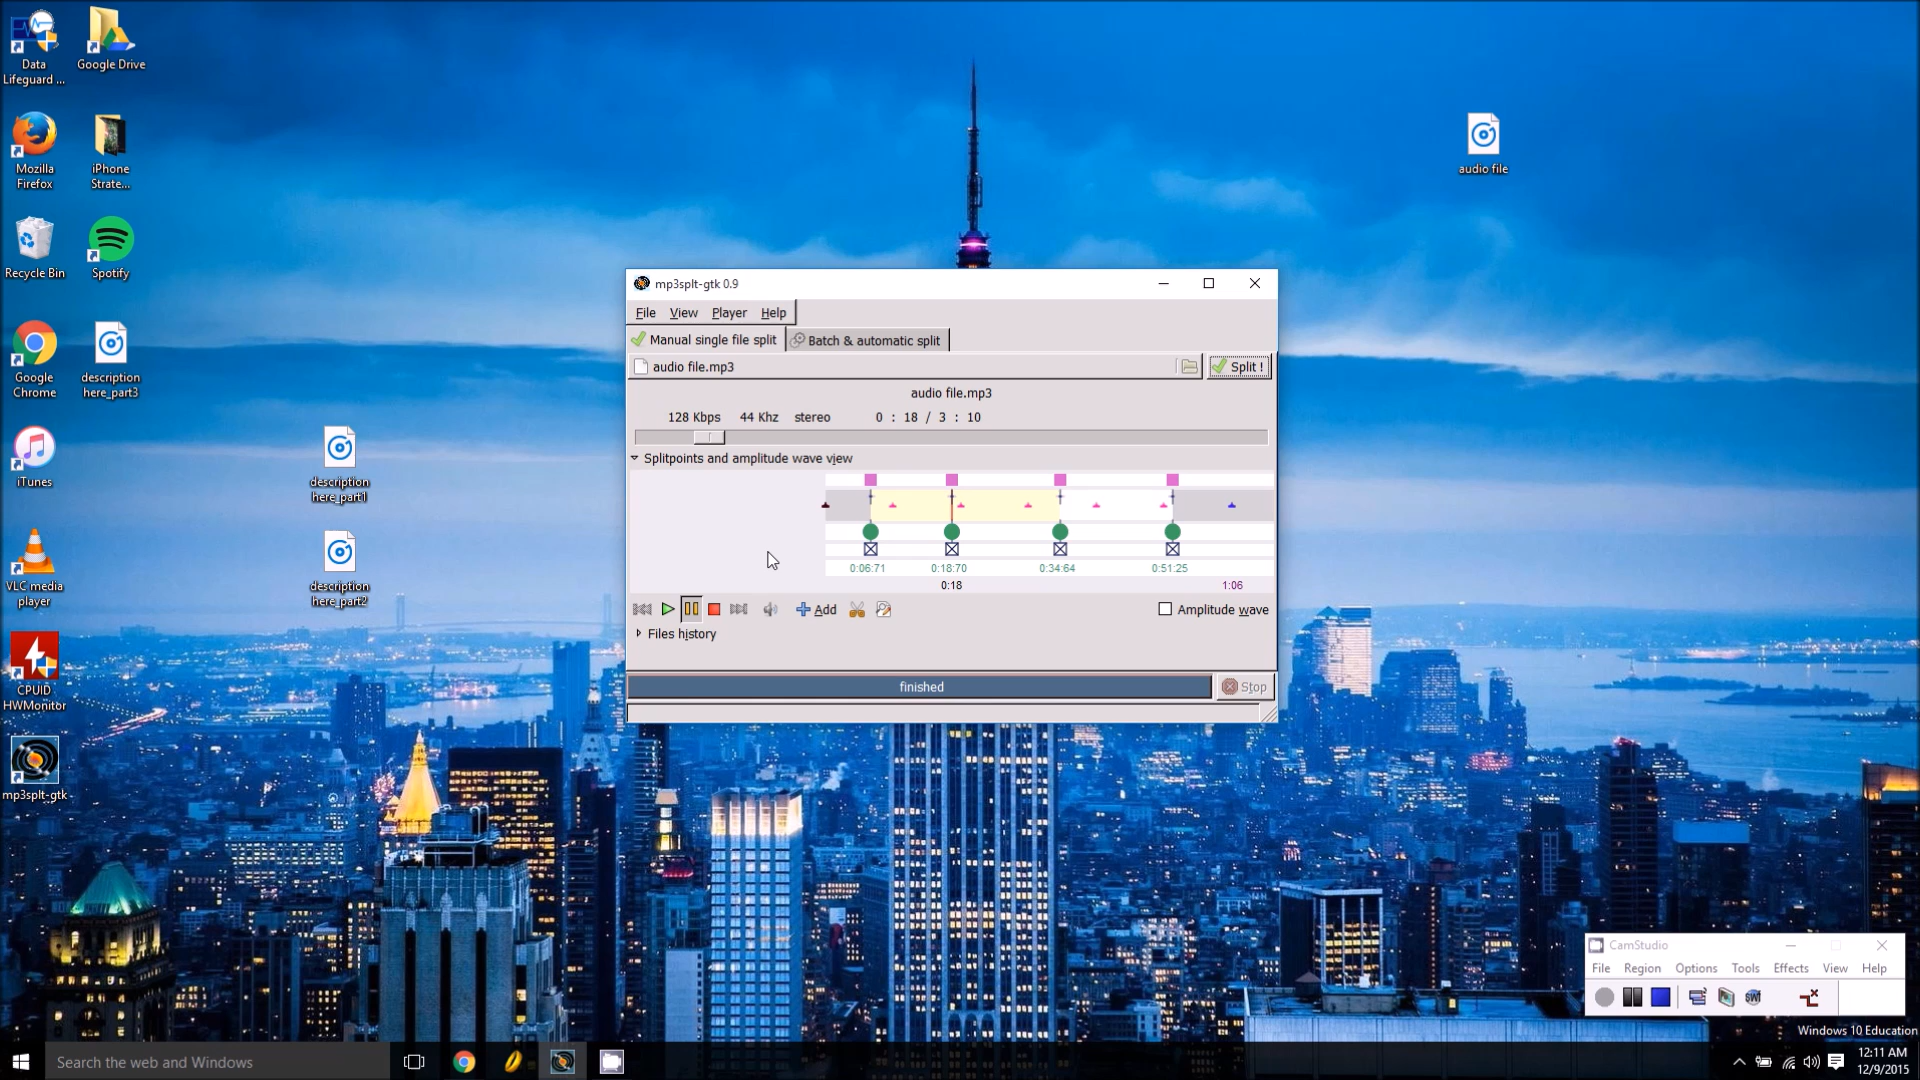 Data
Lifeguard ...
Google Drive
Mozilla
Firefox
iPhone
Strate...
Recycle Bin
Spotify
Google
Chrome
description
here_part3
iTunes
description
here_part1
VLC media
player
description
here_part2
CPUID
HWMonitor
mp3splt-gtk
audio file
mp3splt-gtk 0.9
File View Player Help
Manual single file split
Batch & automatic split
audio file.mp3
Split !
audio file.mp3
128 Kbps 44 Khz stereo 0 : 18 / 3 : 10
Splitpoints and amplitude wave view
0:06:71 0:18:70 0:34:64 0:51:25
0:18 1:06
Add
Amplitude wave
Files history
finished
Stop
CamStudio
File Region Options Tools Effects View Help
SWF
Windows 10 Education
Search the web and Windows
12:11 AM
12/9/2015